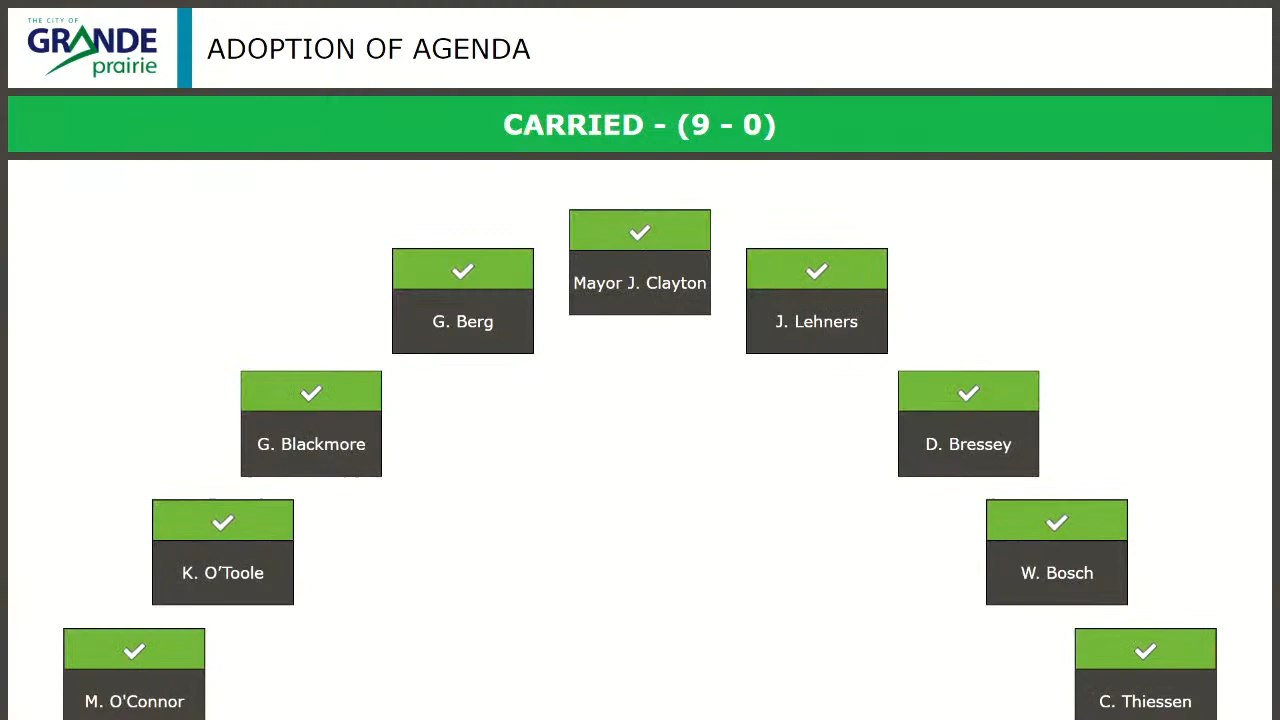 THE CITY OF
GRANDE
prairie
ADOPTION OF AGENDA
CARRIED - (9 - 0)
Mayor J. Clayton
G. Berg
J. Lehners
G. Blackmore
D. Bressey
K. O’Toole
W. Bosch
M. O'Connor
C. Thiessen